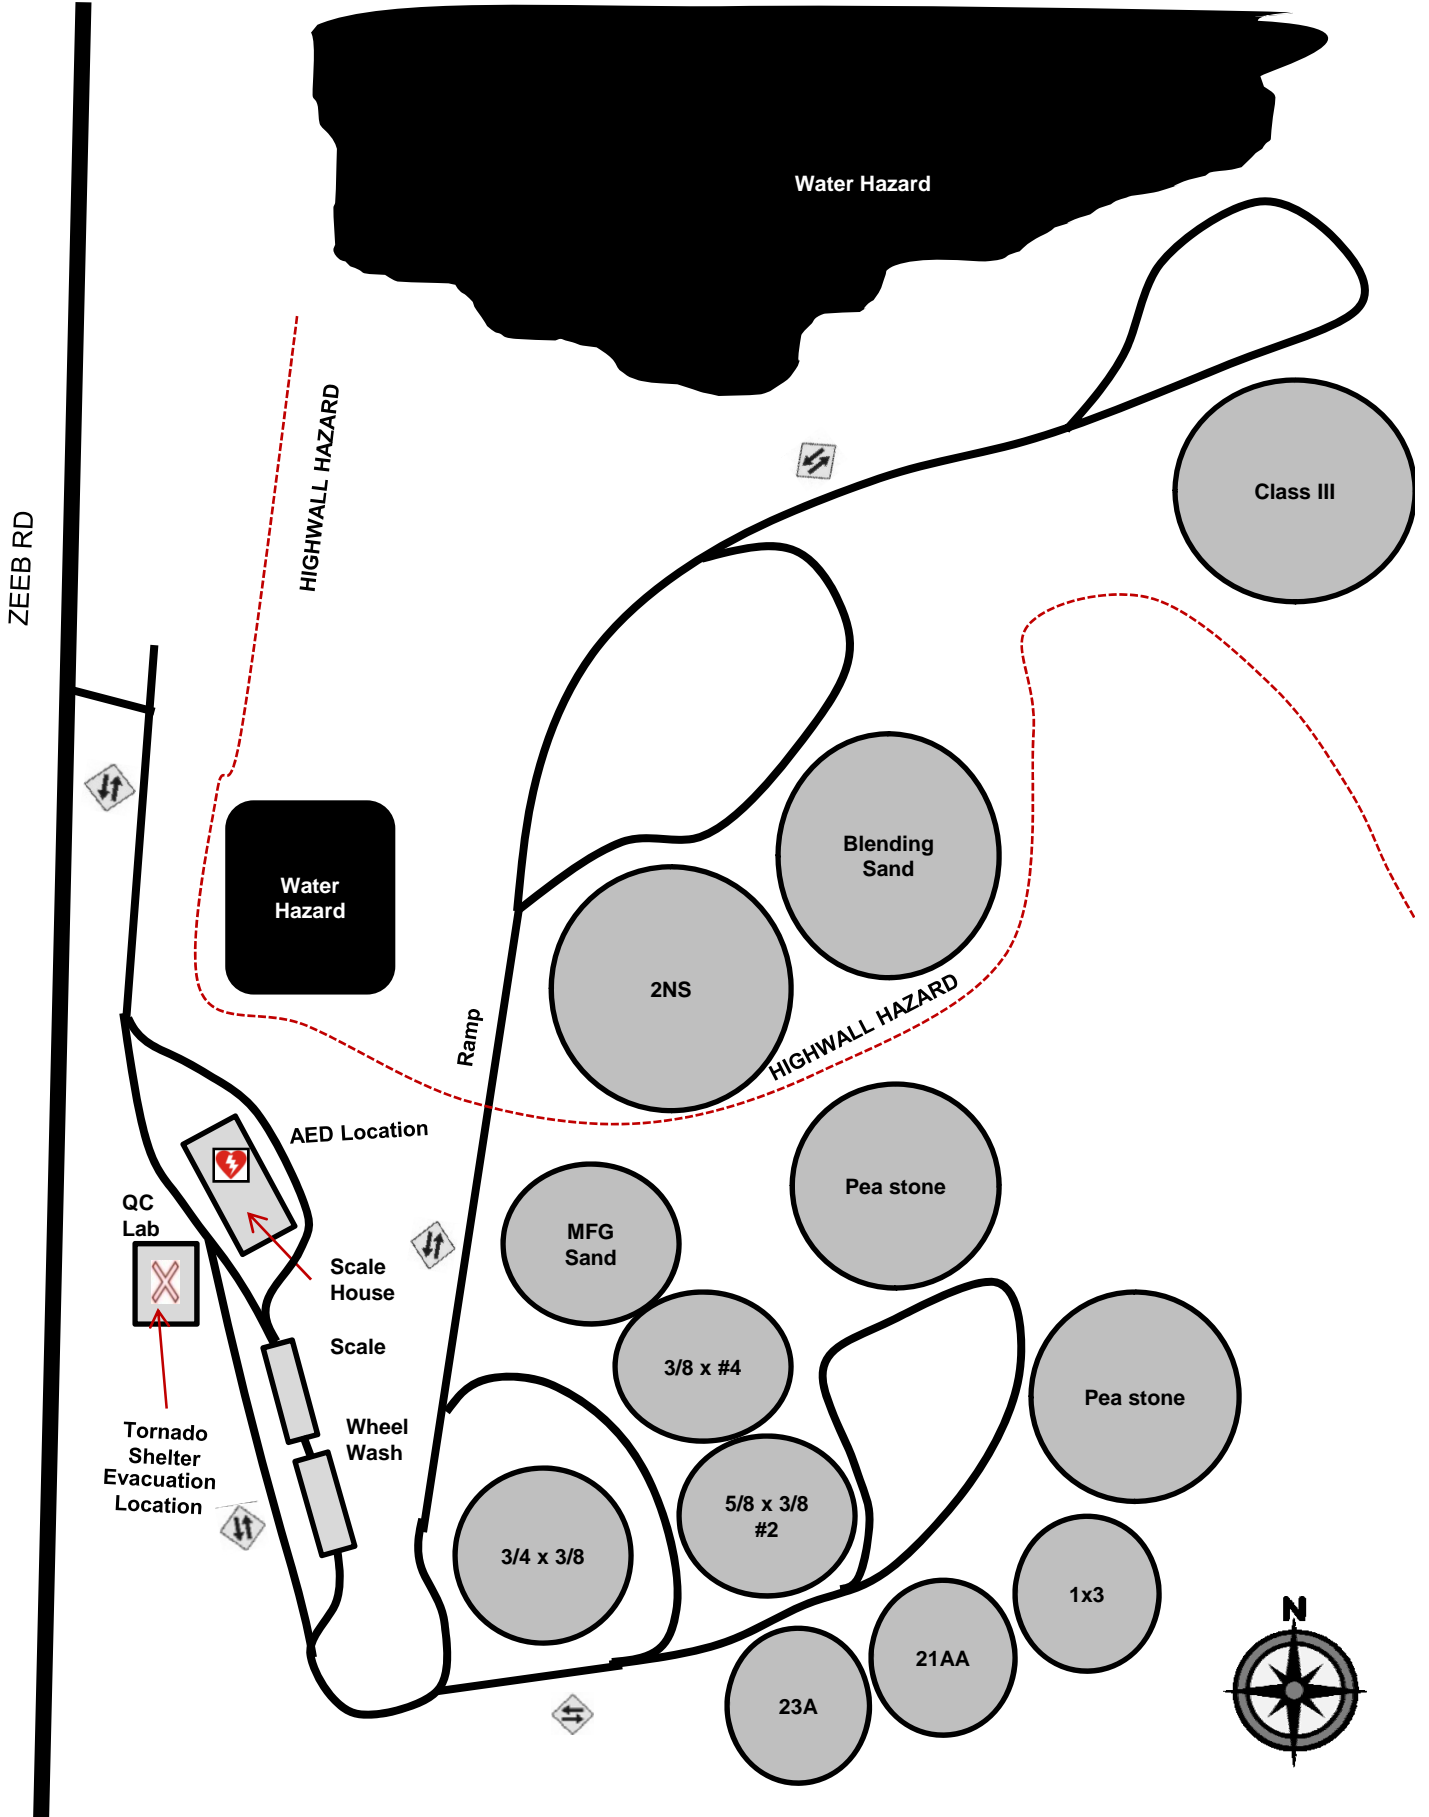 Water Hazard
HIGHWALL HAZARD
Class III
ZEEB RD
Blending
Sand
Water
Hazard
2NS
HIGHWALL HAZARD
Ramp
AED Location
Pea stone
QC
Lab
MFG
Sand
Scale
House
Scale
3/8 x #4
Pea stone
Wheel
Wash
Tornado
Shelter
Evacuation
Location
5/8 x 3/8
#2
3/4 x 3/8
1x3
N
21AA
23A